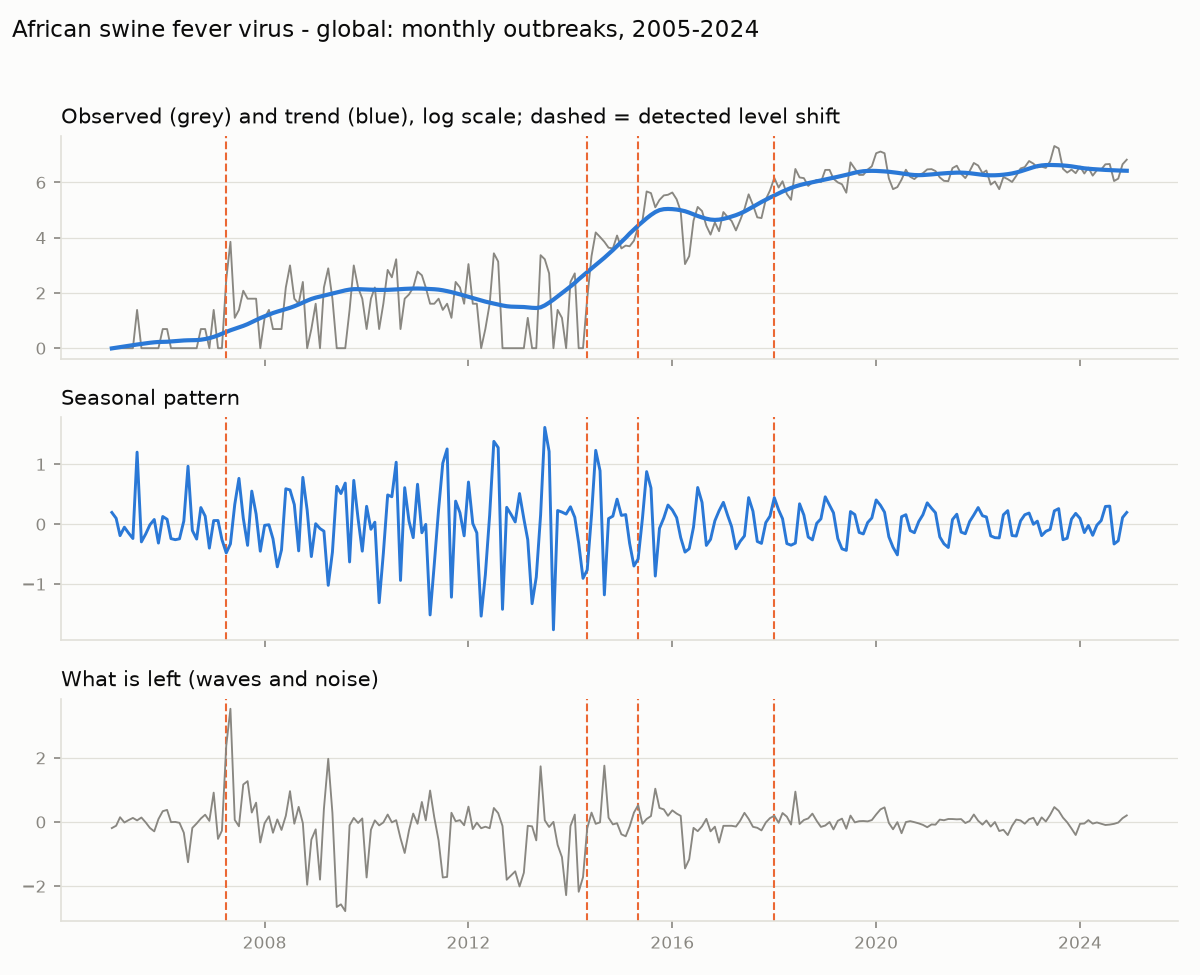 African swine fever virus - global: monthly outbreaks, 2005-2024
Observed (grey) and trend (blue), log scale; dashed = detected level shift
6
4
2
0
Seasonal pattern
1
0
−1
What is left (waves and noise)
2
0
−2
2008 2012 2016 2020 2024